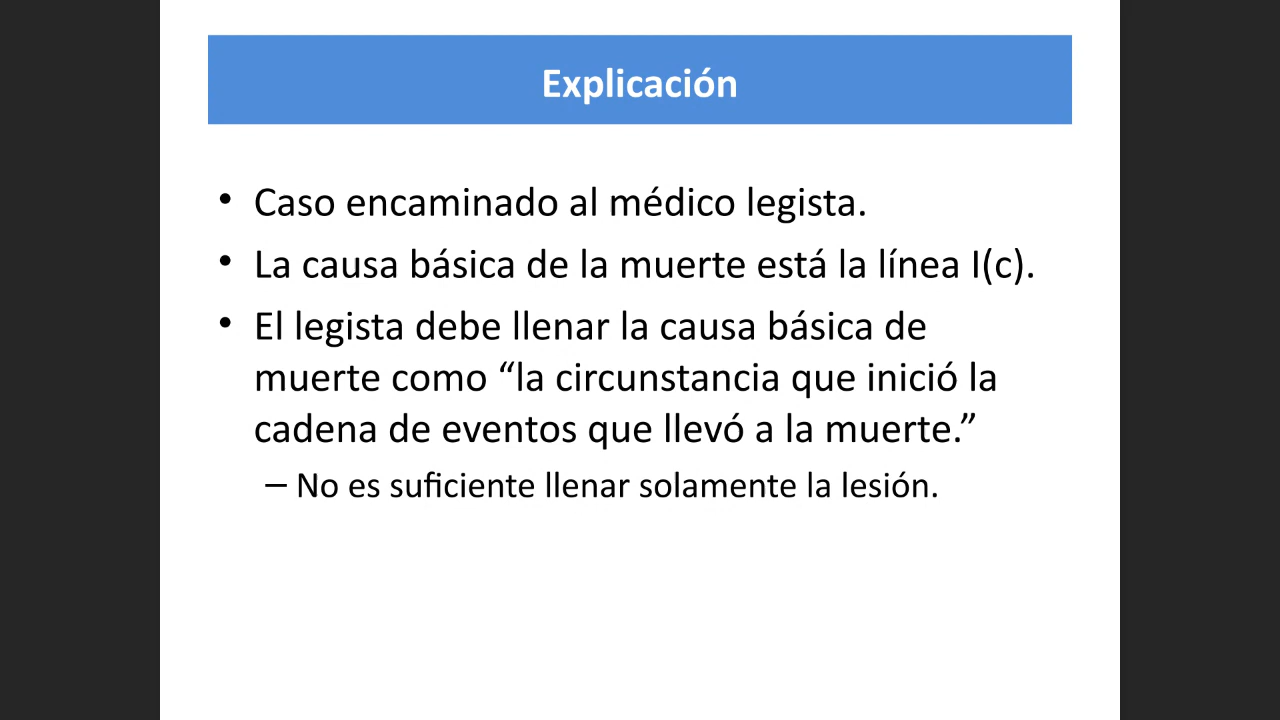 Explicación
• Caso encaminado al médico legista.
• La causa básica de la muerte está la línea I(c).
• El legista debe llenar la causa básica de
muerte como “la circunstancia que inició la
cadena de eventos que llevó a la muerte.”
– No es suficiente llenar solamente la lesión.